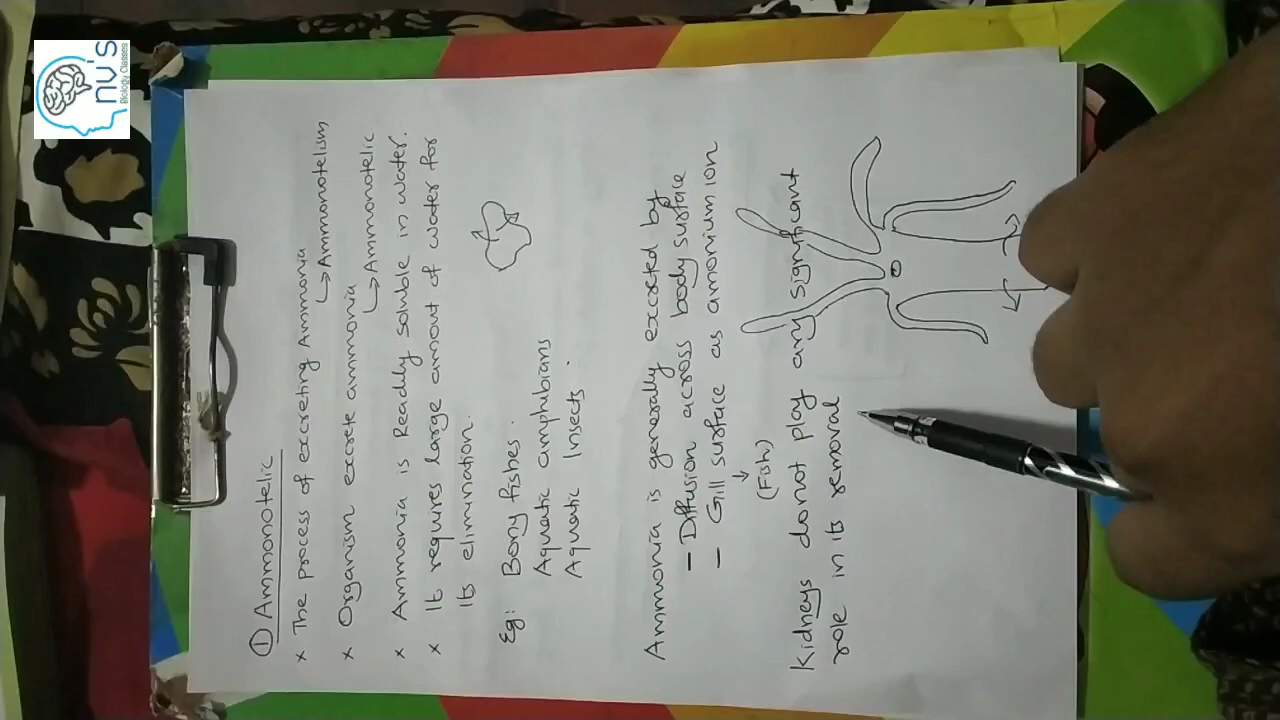 nu's
Biology Classes
① Ammonotelic
x The process of excreting Ammonia
↳ Ammonotelism
x Organism excrete ammonia
↳ Ammonotelic
x Ammonia is Readily soluble in water.
x It requires large amount of water for
its elimination.
Eg: Bony fishes.
Aquatic amphibians
Aquatic Insects.
Ammonia is generally excreted by
- Diffusion across body surface
- Gill surface as amonium ion
↓
(Fish)
Kidneys donot play any significant
role in its removal